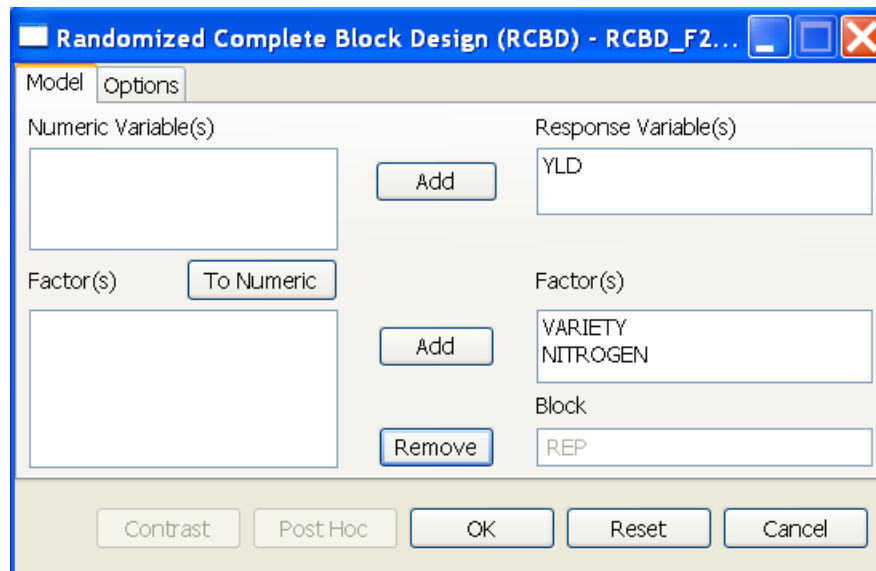 Randomized Complete Block Design (RCBD) - RCBD_F2...
Model Options
Numeric Variable(s)
Response Variable(s)
Add
YLD
Factor(s) To Numeric
Factor(s)
Add
VARIETY
NITROGEN
Block
Remove
REP
Contrast Post Hoc OK Reset Cancel